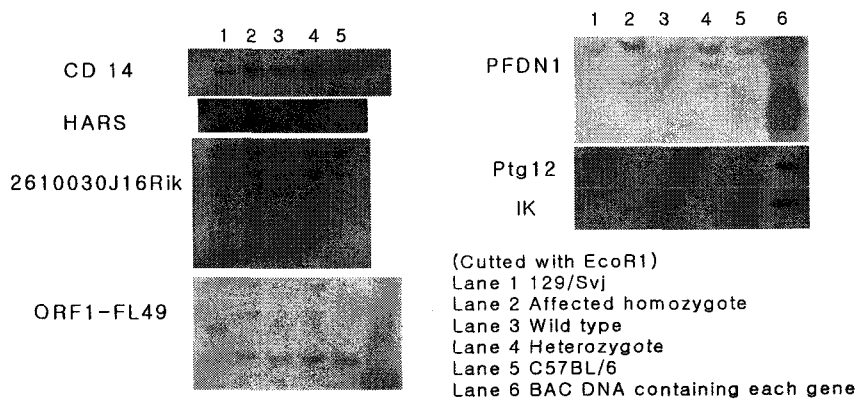 1 2 3 4 5
CD 14
HARS
2610030J16Rik
ORF1-FL49
1 2 3 4 5 6
PFDN1
Ptg12
IK
(Cutted with EcoR1)
Lane 1 129/Svj
Lane 2 Affected homozygote
Lane 3 Wild type
Lane 4 Heterozygote
Lane 5 C57BL/6
Lane 6 BAC DNA containing each gene